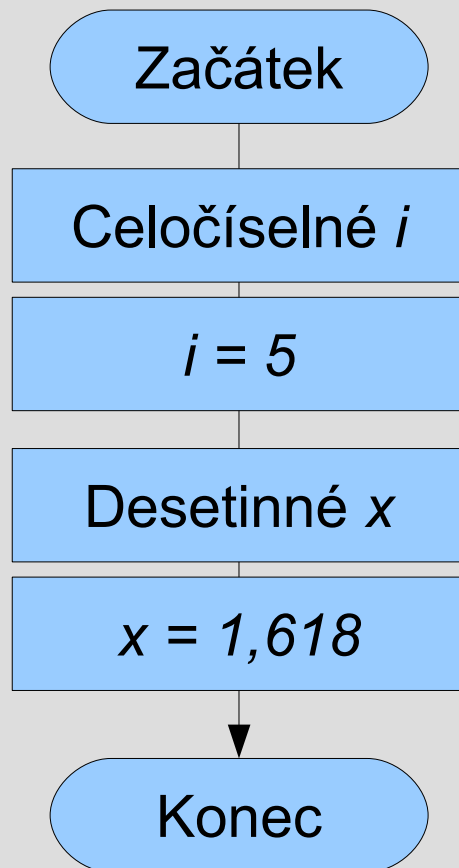 Začátek
Celočíselné i
i = 5
Desetinné x
x = 1,618
Konec